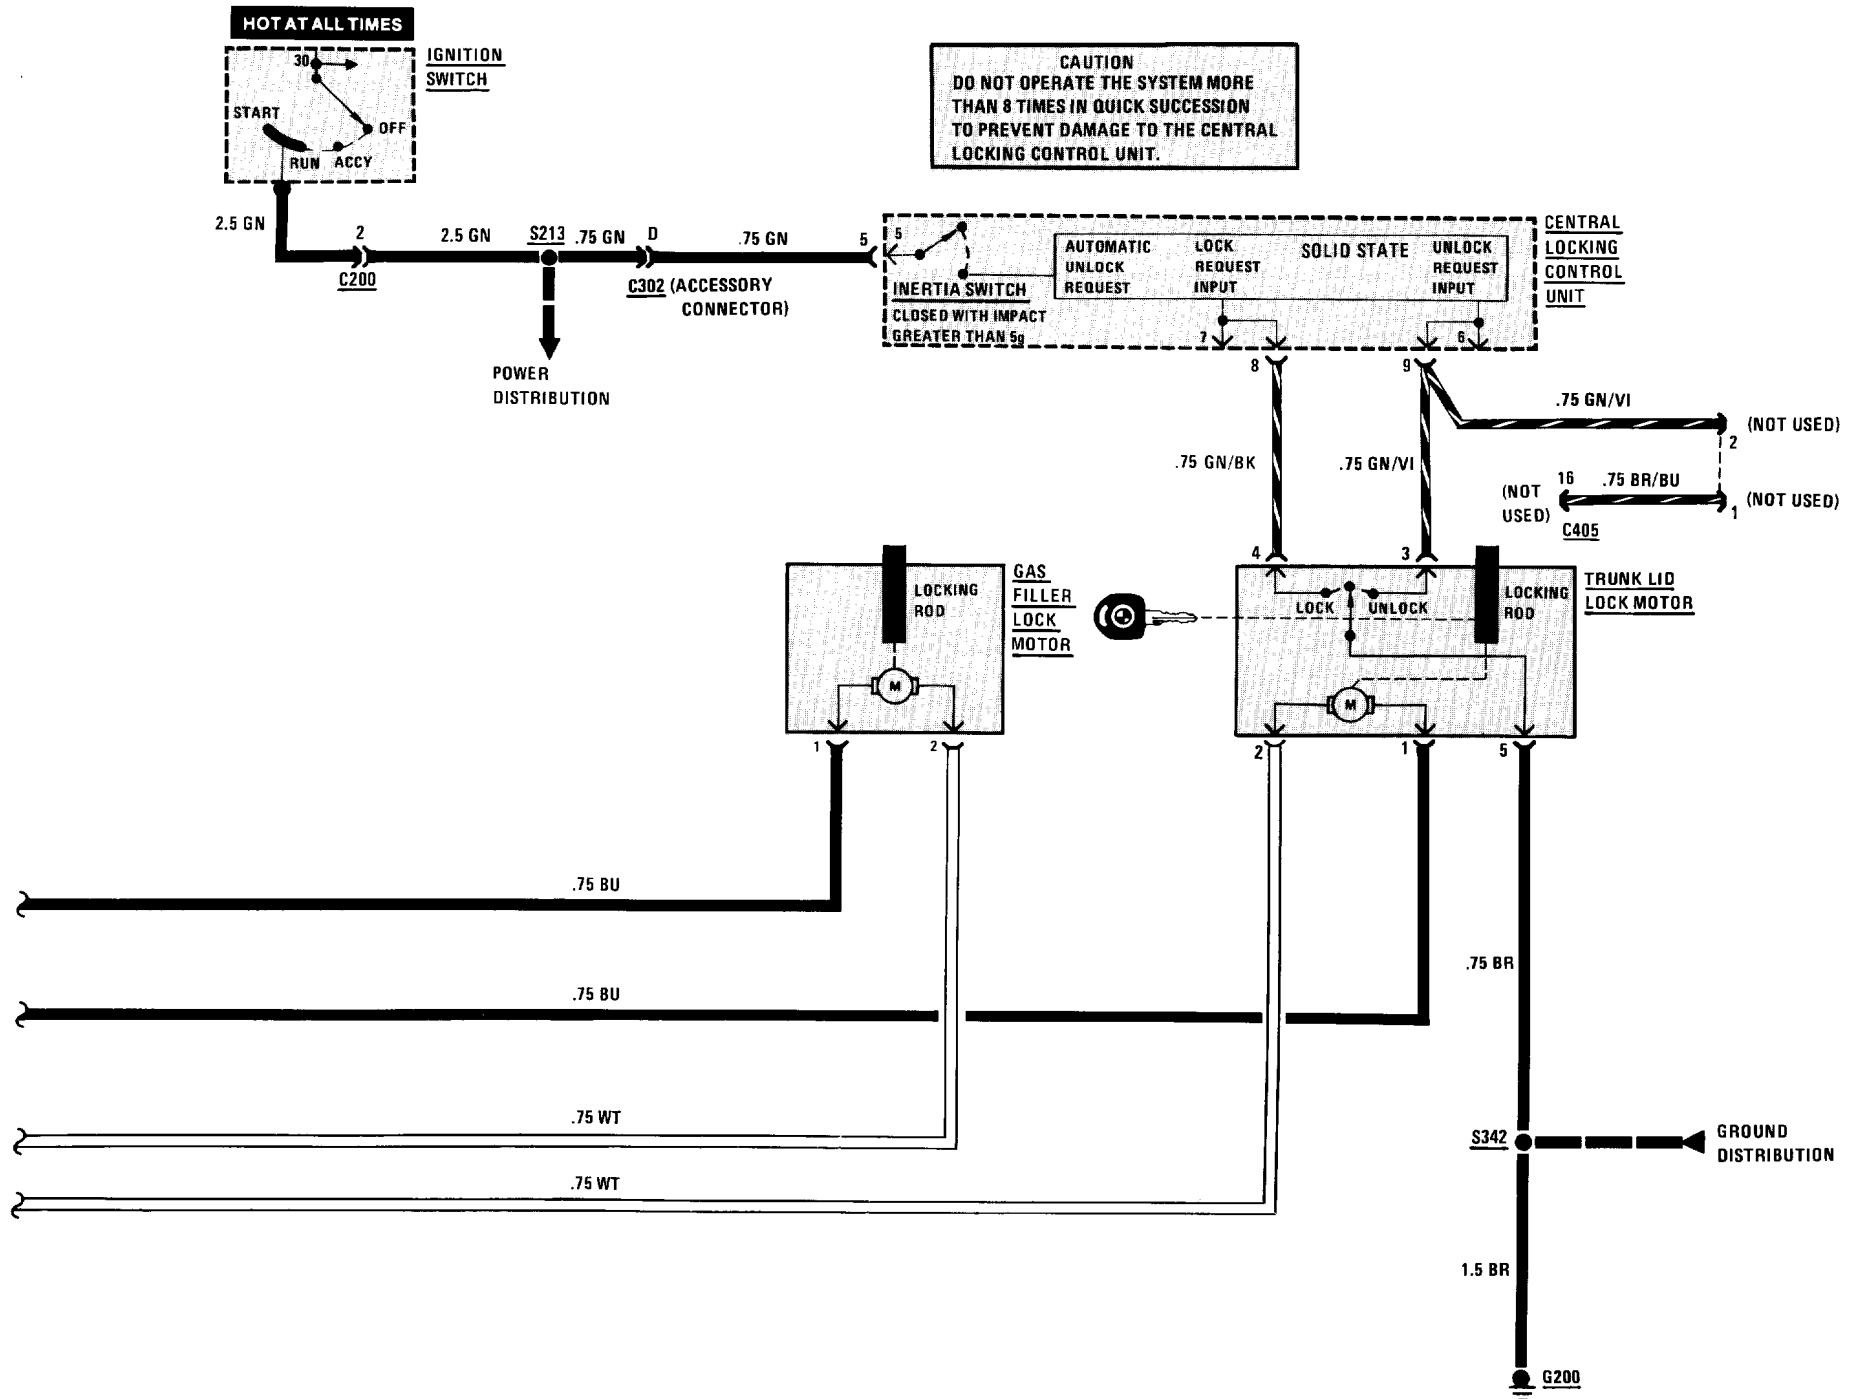 HOT AT ALL TIMES
IGNITION
SWITCH
30
START
OFF
RUN
ACCY
CAUTION
DO NOT OPERATE THE SYSTEM MORE
THAN 8 TIMES IN QUICK SUCCESSION
TO PREVENT DAMAGE TO THE CENTRAL
LOCKING CONTROL UNIT.
2.5 GN
2
C200
2.5 GN
S213
.75 GN
D
C302 (ACCESSORY
CONNECTOR)
.75 GN
5
POWER
DISTRIBUTION
5
INERTIA SWITCH
CLOSED WITH IMPACT
GREATER THAN 5g
AUTOMATIC
UNLOCK
REQUEST
LOCK
REQUEST
INPUT
SOLID STATE
UNLOCK
REQUEST
INPUT
CENTRAL
LOCKING
CONTROL
UNIT
7
6
8
9
.75 GN/BK
.75 GN/VI
.75 GN/VI
(NOT USED)
2
16
.75 BR/BU
(NOT USED)
1
(NOT
USED)
C405
4
3
LOCKING
ROD
M
GAS
FILLER
LOCK
MOTOR
1
2
LOCK
UNLOCK
LOCKING
ROD
M
TRUNK LID
LOCK MOTOR
2
1
5
.75 BU
.75 BU
.75 WT
.75 WT
.75 BR
S342
GROUND
DISTRIBUTION
1.5 BR
G200